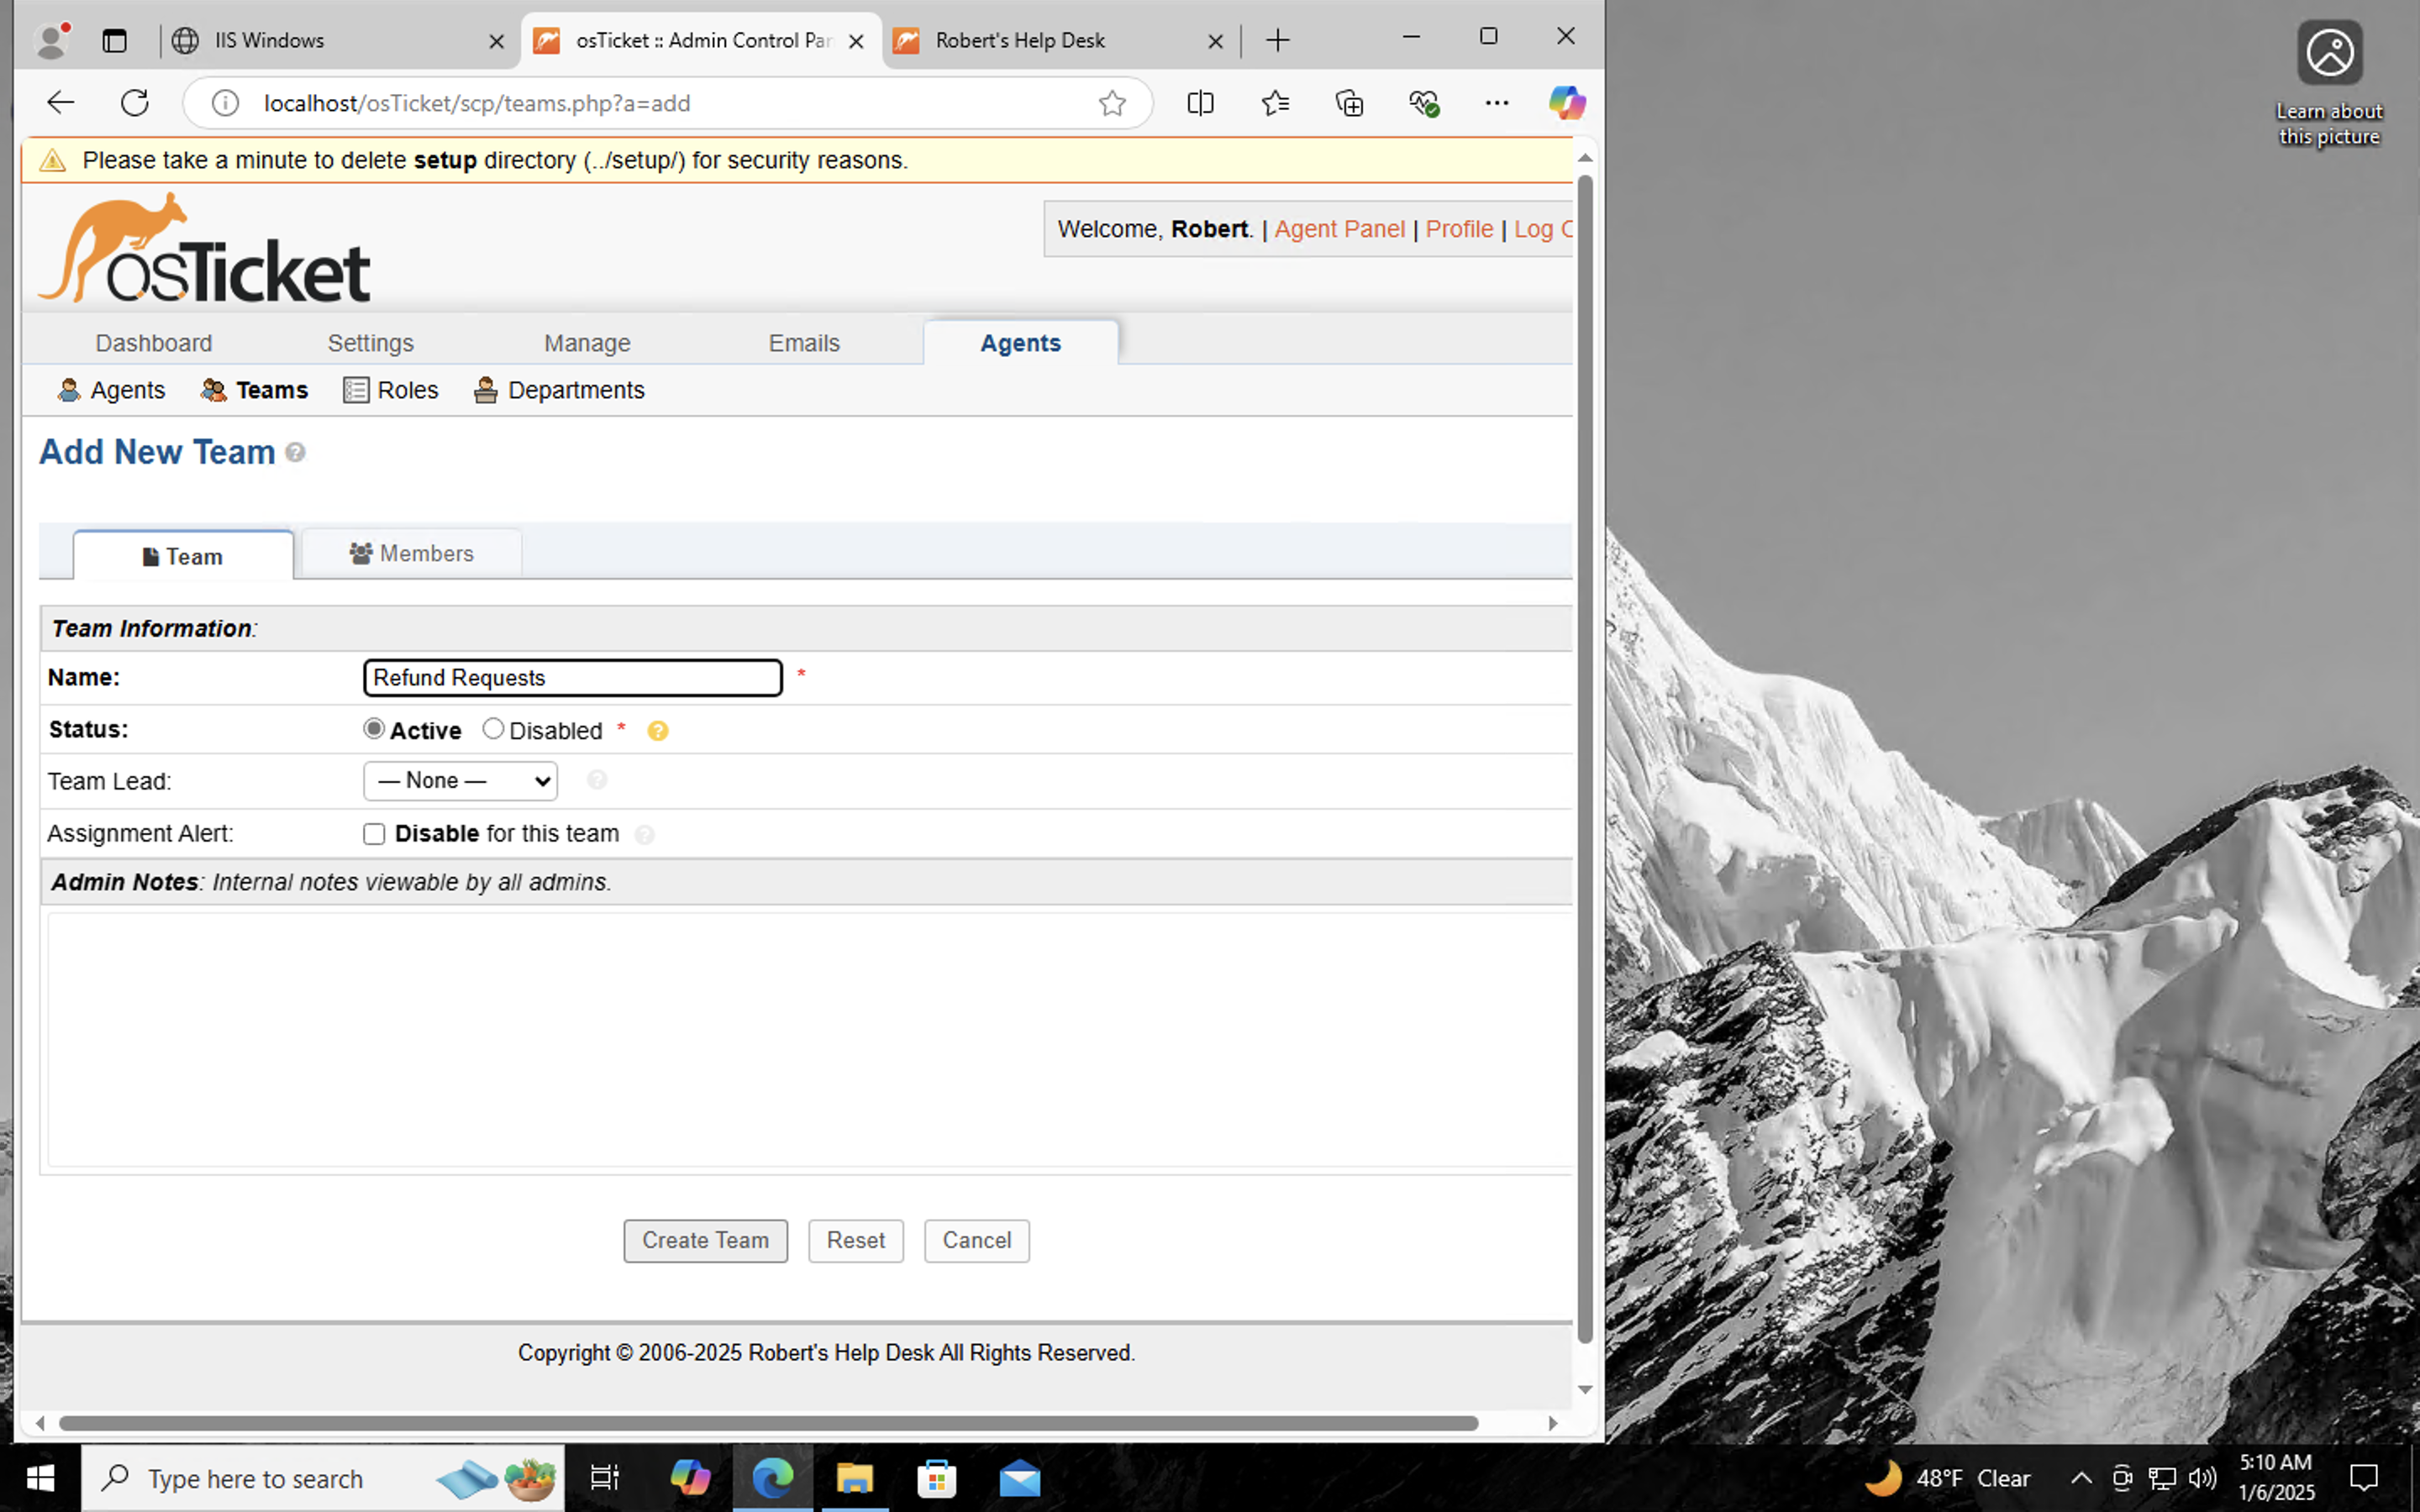 IIS Windows
osTicket :: Admin Control Par
Robert's Help Desk
localhost/osTicket/scp/teams.php?a=add
Learn about
this picture
Please take a minute to delete setup directory (../setup/) for security reasons.
osTicket
Welcome, Robert. | Agent Panel | Profile | Log O
Dashboard Settings Manage Emails Agents
Agents Teams Roles Departments
Add New Team ?
Team Members
Team Information:
Name: Refund Requests *
Status: Active Disabled * ?
Team Lead: — None — ?
Assignment Alert: Disable for this team ?
Admin Notes: Internal notes viewable by all admins.
Create Team Reset Cancel
Copyright © 2006-2025 Robert's Help Desk All Rights Reserved.
Type here to search
48°F Clear
5:10 AM
1/6/2025